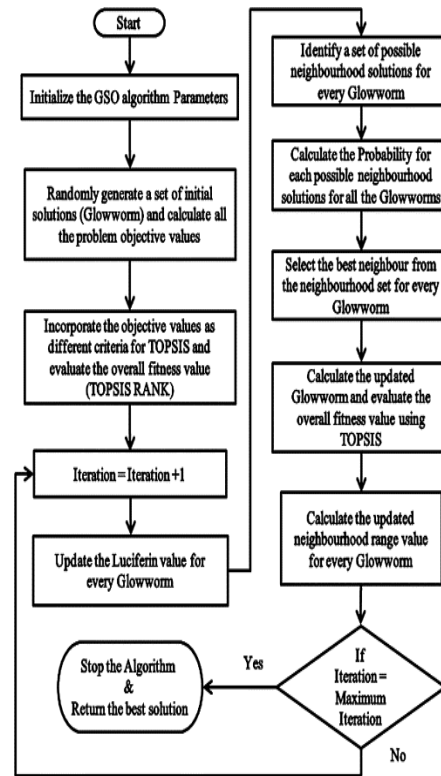 Start
Initialize the GSO algorithm Parameters
Randomly generate a set of initial
solutions (Glowworm) and calculate all
the problem objective values
Incorporate the objective values as
different criteria for TOPSIS and
evaluate the overall fitness value
(TOPSIS RANK)
Iteration = Iteration +1
Update the Luciferin value for
every Glowworm
Identify a set of possible
neighbourhood solutions for
every Glowworm
Calculate the Probability for
each possible neighbourhood
solutions for all the Glowworms
Select the best neighbour from
the neighbourhood set for every
Glowworm
Calculate the updated
Glowworm and evaluate the
overall fitness value using
TOPSIS
Calculate the updated
neighbourhood range value
for every Glowworm
If
Iteration =
Maximum
Iteration
Yes
No
Stop the Algorithm
&
Return the best solution